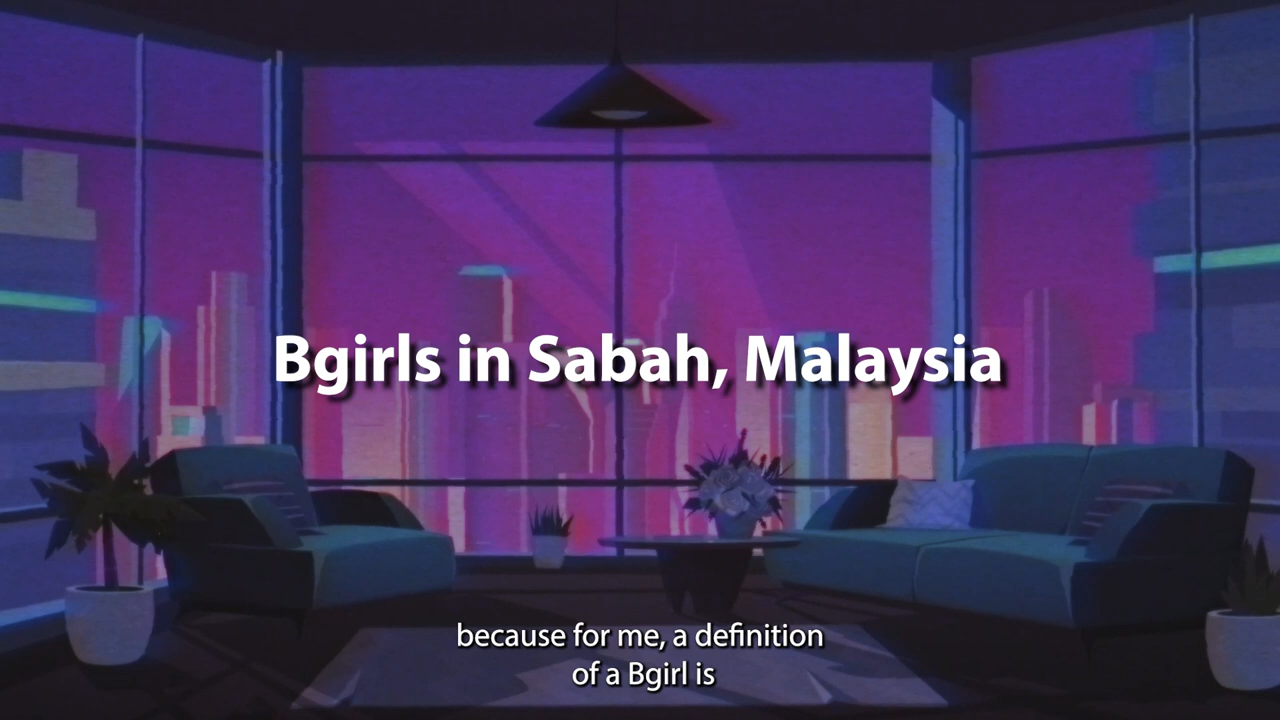 Bgirls in Sabah, Malaysia
because for me, a definition
of a Bgirl is